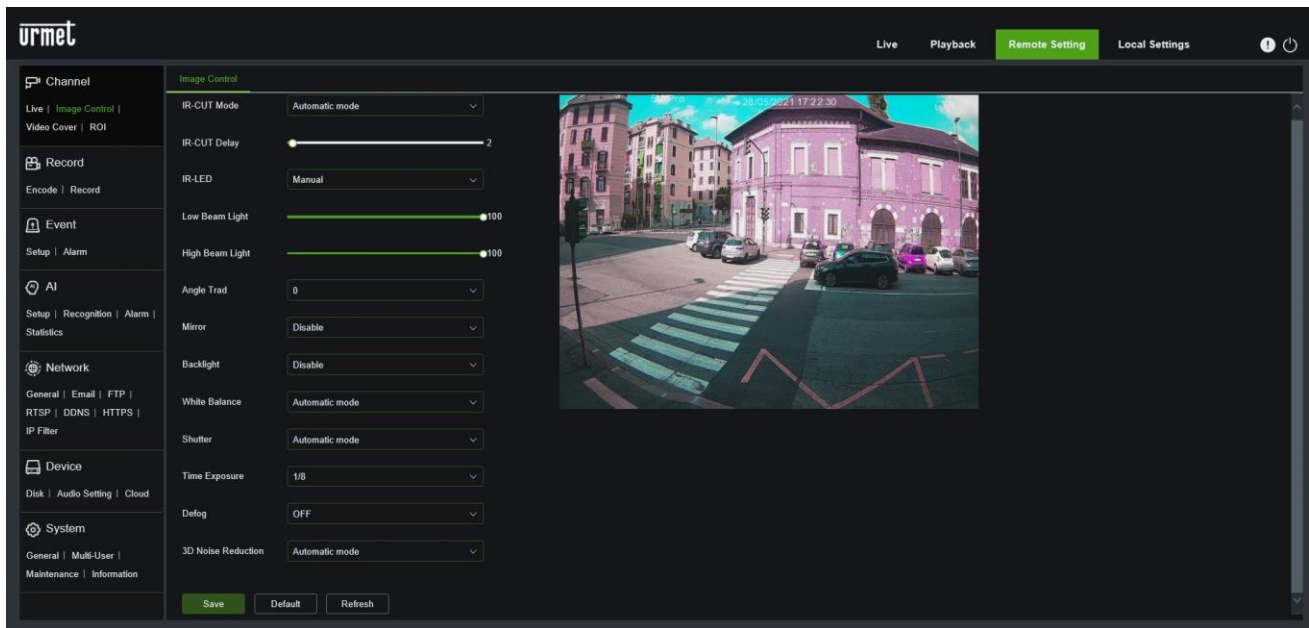 urmet
Live Playback Remote Setting Local Settings
Channel
Live | Image Control |
Video Cover | ROI
Record
Encode | Record
Event
Setup | Alarm
AI
Setup | Recognition | Alarm |
Statistics
Network
General | Email | FTP |
RTSP | DDNS | HTTPS |
IP Filter
Device
Disk | Audio Setting | Cloud
System
General | Multi-User |
Maintenance | Information
Image Control
IR-CUT Mode Automatic mode
IR-CUT Delay 2
IR-LED Manual
Low Beam Light 100
High Beam Light 100
Angle Trad 0
Mirror Disable
Backlight Disable
White Balance Automatic mode
Shutter Automatic mode
Time Exposure 1/8
Defog OFF
3D Noise Reduction Automatic mode
Save Default Refresh
28/05/2021 17:22:30